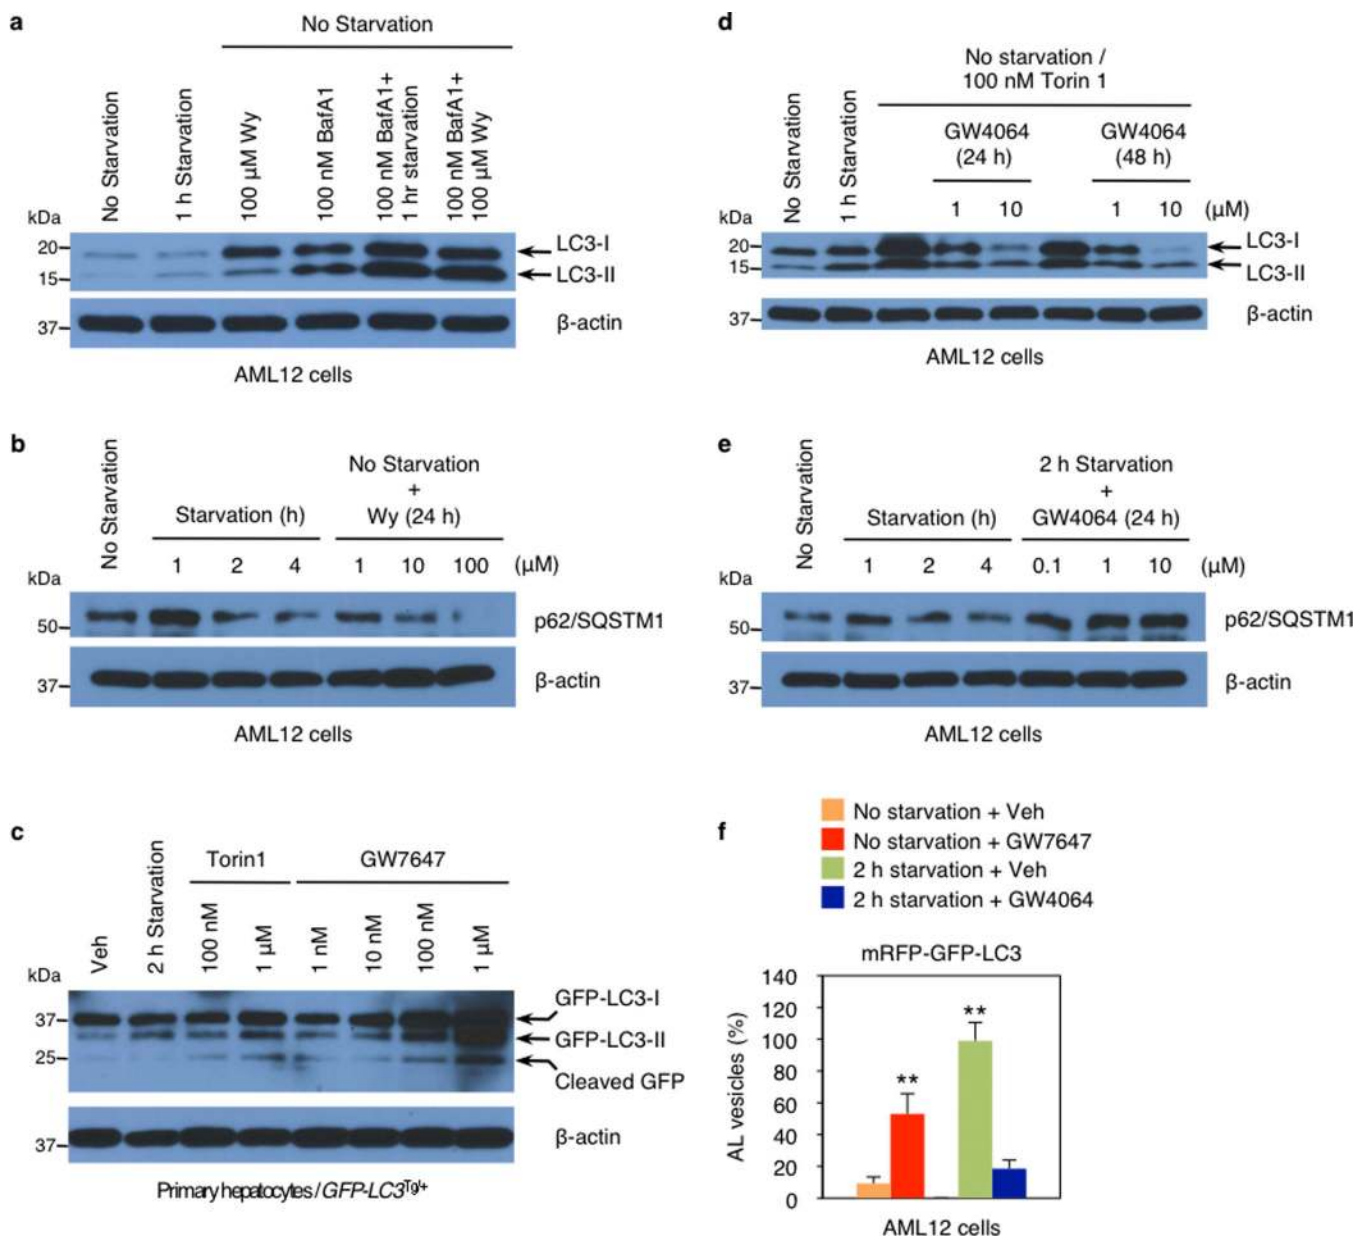 a
No Starvation
No Starvation
1 h Starvation
100 µM Wy
100 nM BafA1
100 nM BafA1+
1 hr starvation
100 nM BafA1+
100 µM Wy
kDa
20
15
LC3-I
LC3-II
37
β-actin
AML12 cells
b
No Starvation
Starvation (h)
No Starvation
+
Wy (24 h)
1 2 4 1 10 100 (µM)
kDa
50
p62/SQSTM1
37
β-actin
AML12 cells
c
Veh
2 h Starvation
Torin1
GW7647
100 nM
1 µM
1 nM
10 nM
100 nM
1 µM
kDa
37
25
GFP-LC3-I
GFP-LC3-II
Cleaved GFP
37
β-actin
Primary hepatocytes / GFP-LC3Tg/+
d
No starvation /
100 nM Torin 1
No Starvation
1 h Starvation
GW4064
(24 h)
GW4064
(48 h)
1 10 1 10 (µM)
kDa
20
15
LC3-I
LC3-II
37
β-actin
AML12 cells
e
No Starvation
Starvation (h)
2 h Starvation
+
GW4064 (24 h)
1 2 4 0.1 1 10 (µM)
kDa
50
p62/SQSTM1
37
β-actin
AML12 cells
f
No starvation + Veh
No starvation + GW7647
2 h starvation + Veh
2 h starvation + GW4064
mRFP-GFP-LC3
AL vesicles (%)
140
120
100
80
60
40
20
0
**
**
AML12 cells